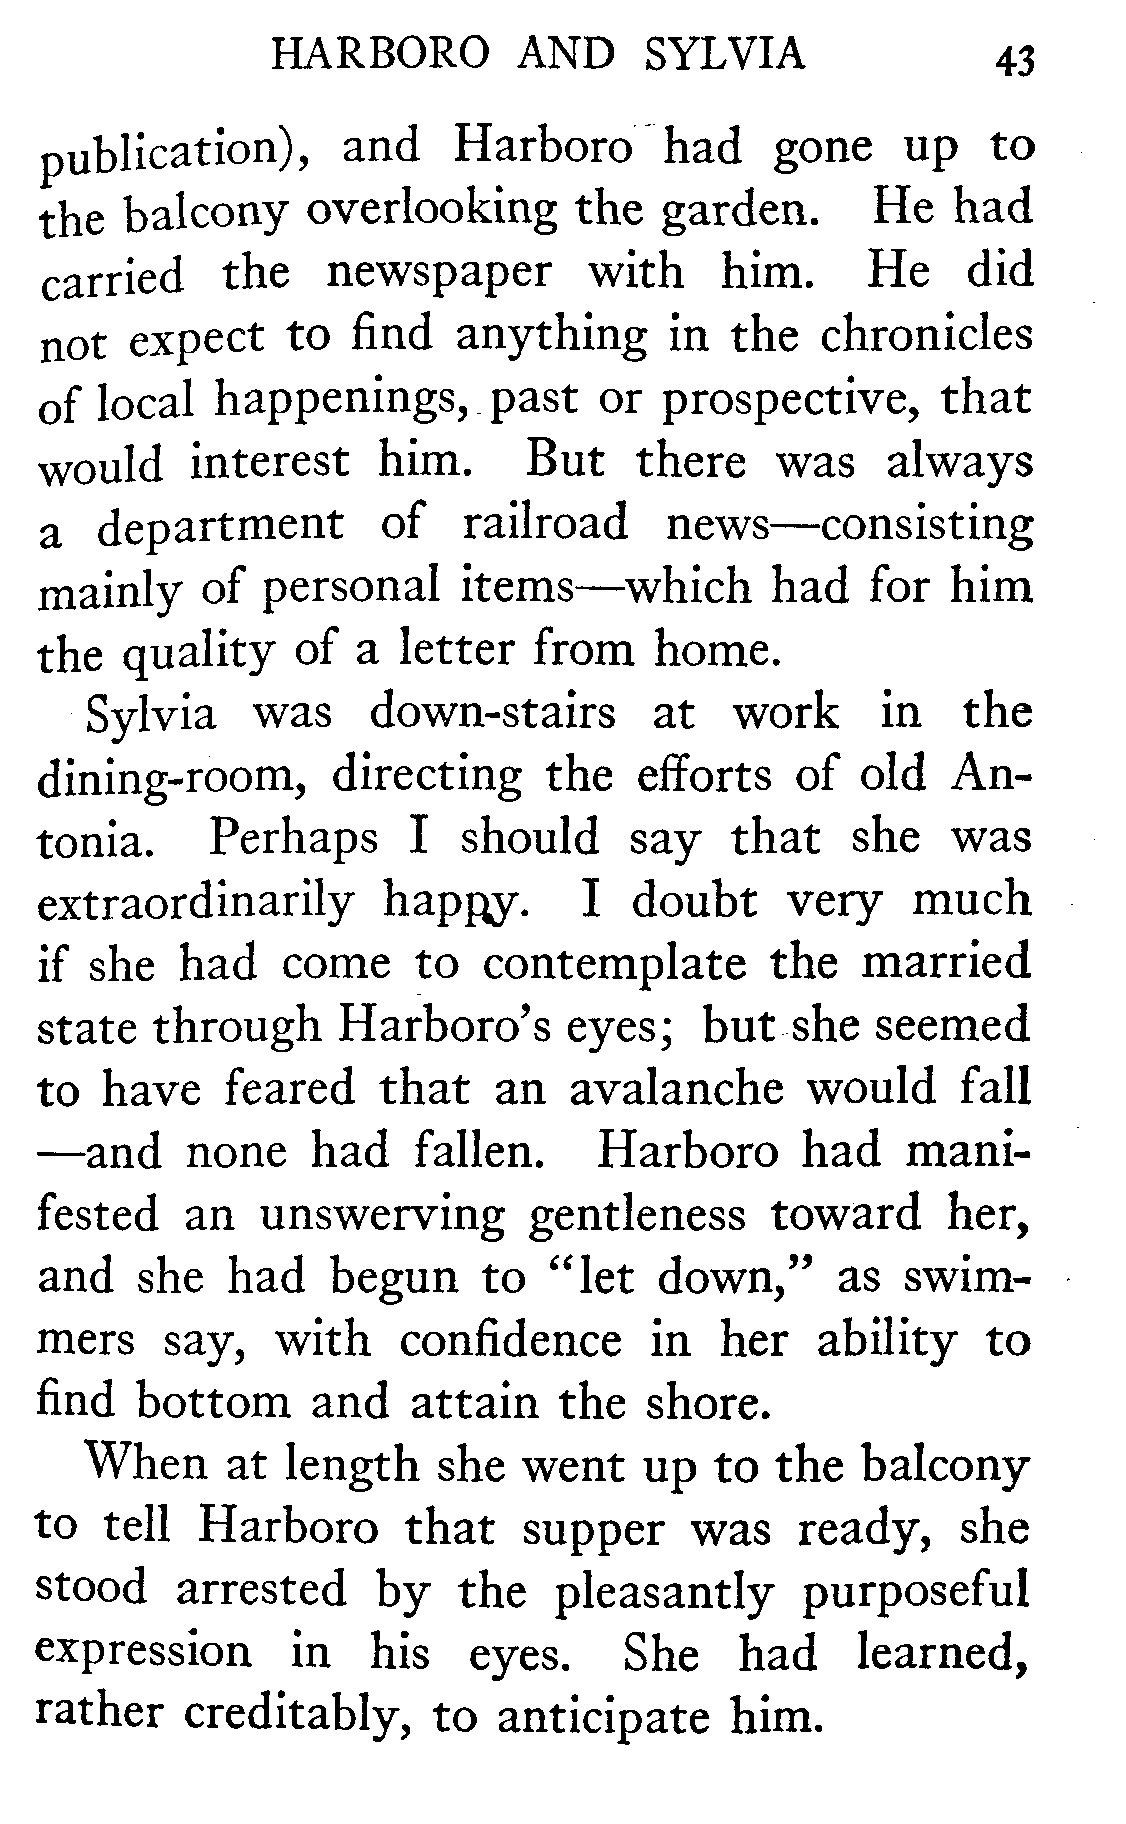 HARBORO AND SYLVIA 43
publication), and Harboro had gone up to
the balcony overlooking the garden. He had
carried the newspaper with him. He did
not expect to find anything in the chronicles
of local happenings, past or prospective, that
would interest him. But there was always
a department of railroad news—consisting
mainly of personal items—which had for him
the quality of a letter from home.
Sylvia was down-stairs at work in the
dining-room, directing the efforts of old An-
tonia. Perhaps I should say that she was
extraordinarily happy. I doubt very much
if she had come to contemplate the married
state through Harboro's eyes; but she seemed
to have feared that an avalanche would fall
—and none had fallen. Harboro had mani-
fested an unswerving gentleness toward her,
and she had begun to "let down," as swim-
mers say, with confidence in her ability to
find bottom and attain the shore.
When at length she went up to the balcony
to tell Harboro that supper was ready, she
stood arrested by the pleasantly purposeful
expression in his eyes. She had learned,
rather creditably, to anticipate him.